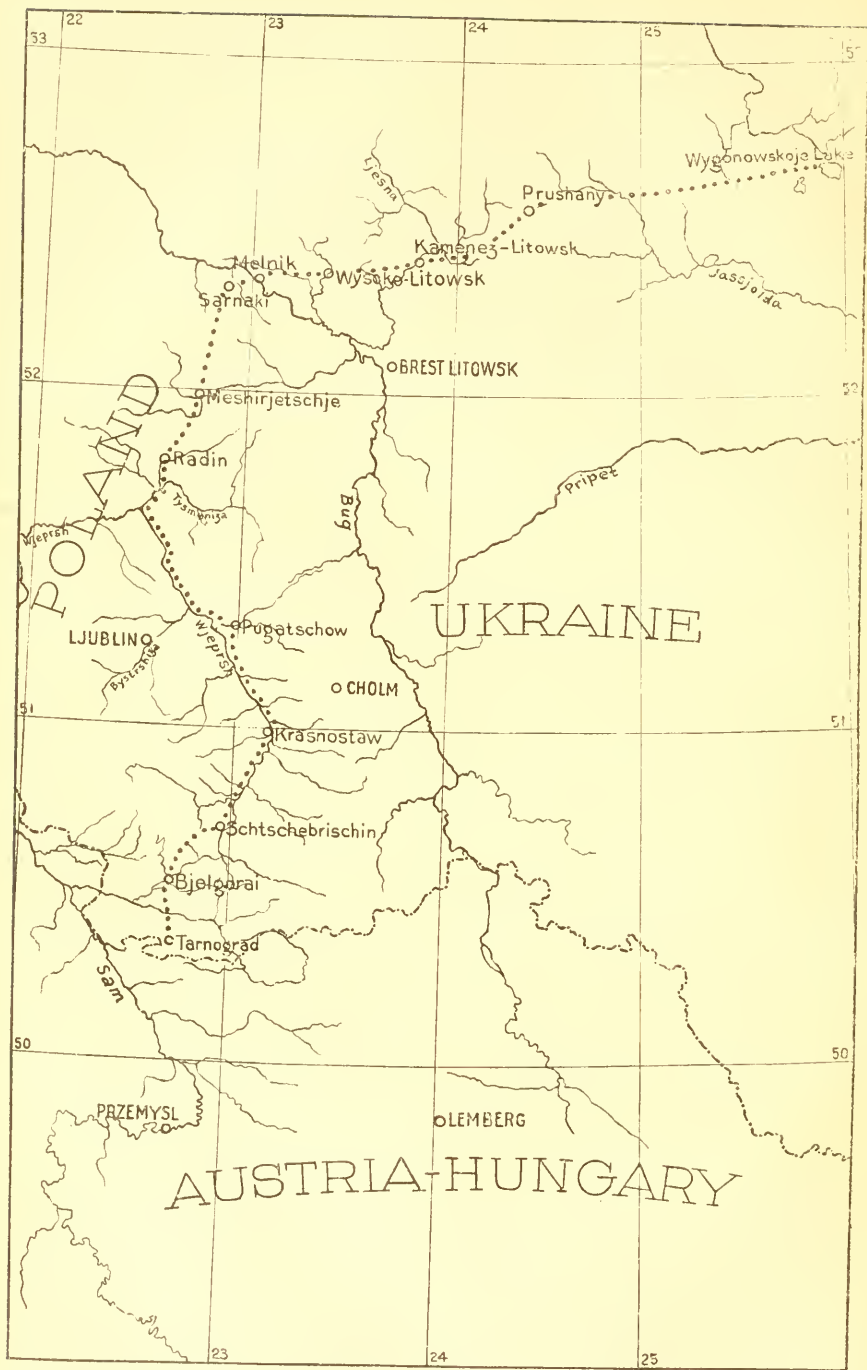 22 23 24 25
53
Wygonowskoje Lake
Ljesna
Prushany
Kamenez-Litowsk
Melnik
Wysoko-Litowsk
Sarnaki
Jassjolda
BREST LITOWSK
52 52
Meshirjetschje
POLAND
Radin
Pripet
Tysmeniza
Bug
Wjeprsh
UKRAINE
Pugatschow
LJUBLIN
Wjeprsh
CHOLM
51 51
Krasnostaw
Schtschebrischin
Bjelgorai
Tarnograd
Sam
50 50
PRZEMYSL
LEMBERG
AUSTRIA-HUNGARY
23 24 25